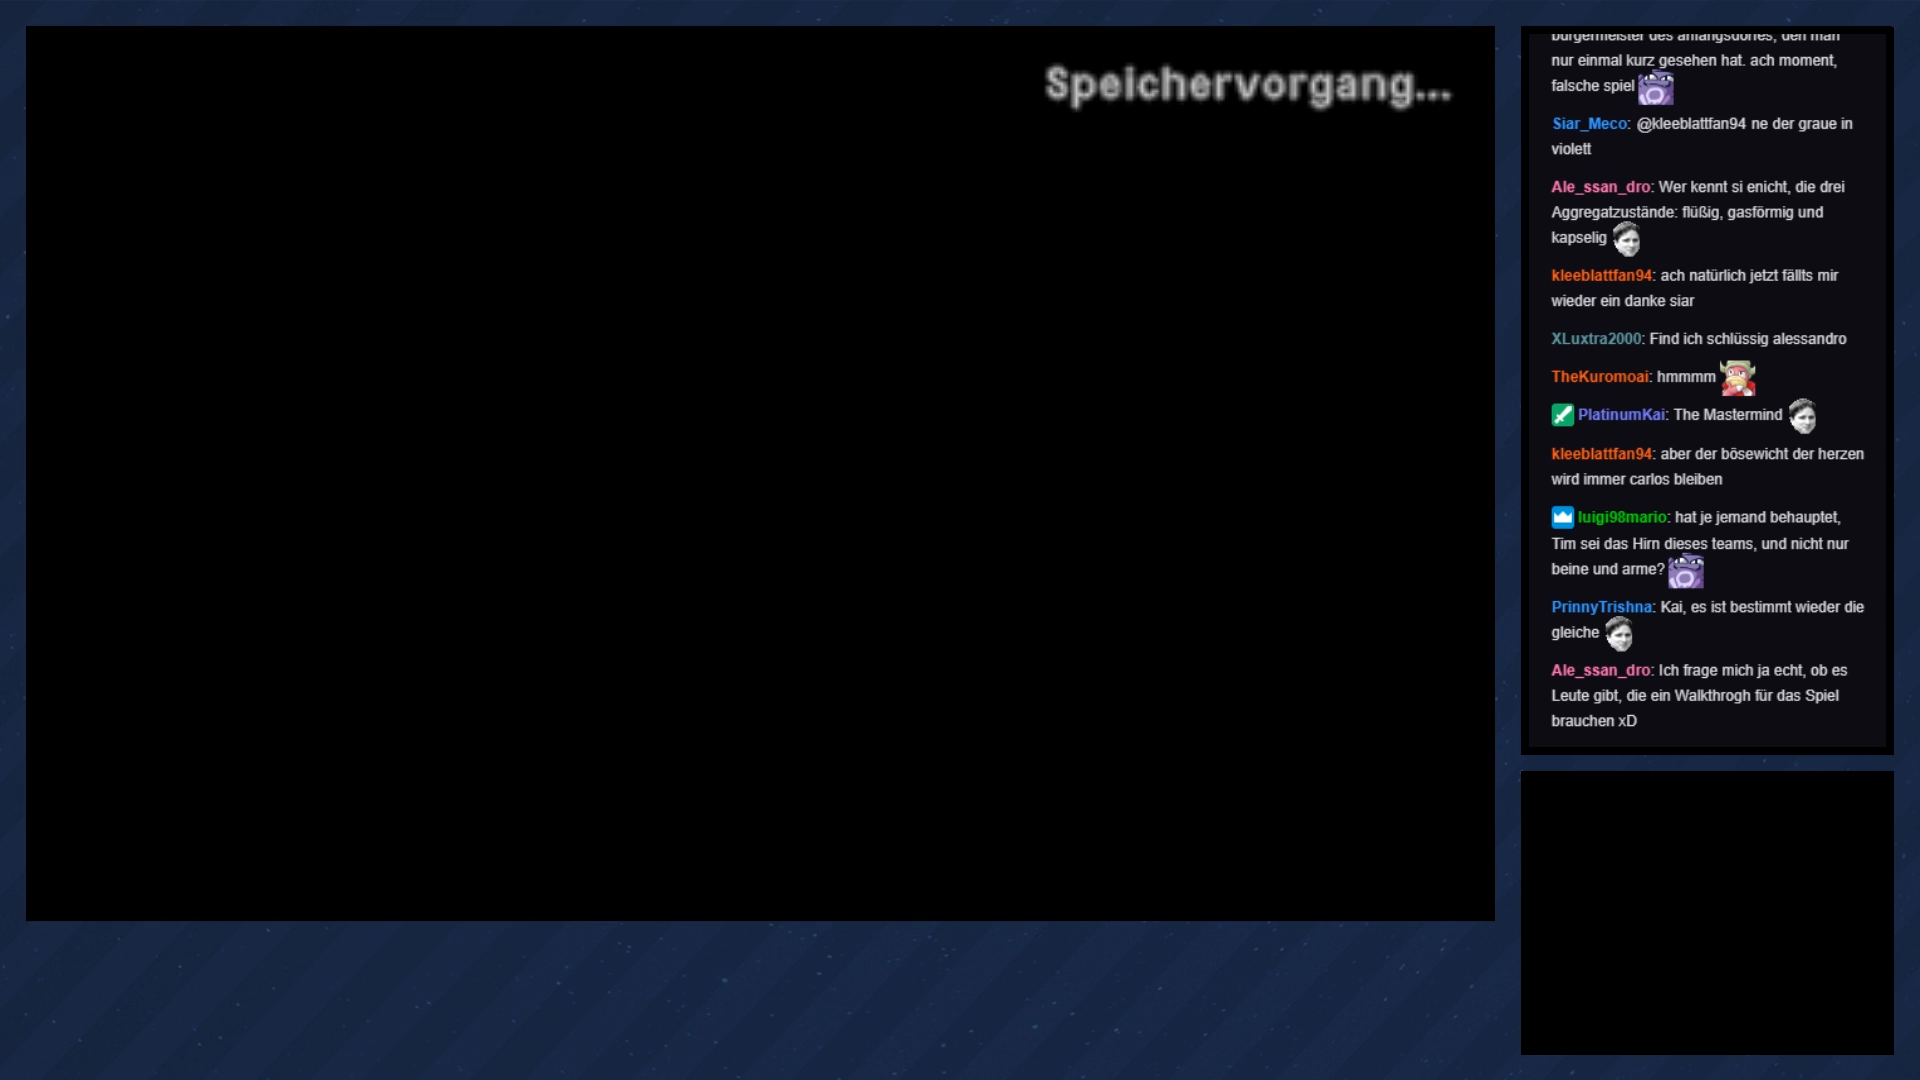 Speichervorgang...
bürgermeister des anfangsdorfes, den man
nur einmal kurz gesehen hat. ach moment,
falsche spiel
Siar_Meco: @kleeblattfan94 ne der graue in
violett
Ale_ssan_dro: Wer kennt si enicht, die drei
Aggregatzustände: flüßig, gasförmig und
kapselig
kleeblattfan94: ach natürlich jetzt fällts mir
wieder ein danke siar
XLuxtra2000: Find ich schlüssig alessandro
TheKuromoai: hmmmm
PlatinumKai: The Mastermind
kleeblattfan94: aber der bösewicht der herzen
wird immer carlos bleiben
luigi98mario: hat je jemand behauptet,
Tim sei das Hirn dieses teams, und nicht nur
beine und arme?
PrinnyTrishna: Kai, es ist bestimmt wieder die
gleiche
Ale_ssan_dro: Ich frage mich ja echt, ob es
Leute gibt, die ein Walkthrogh für das Spiel
brauchen xD